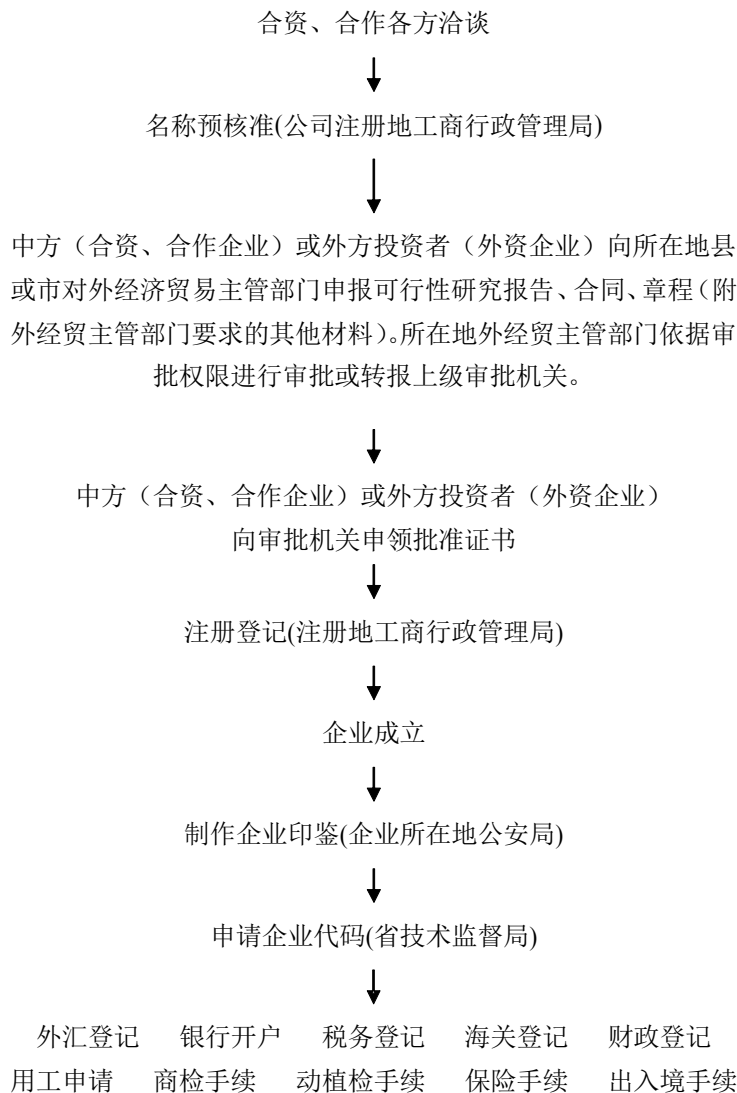 合资、合作各方洽谈
名称预核准(公司注册地工商行政管理局)
中方（合资、合作企业）或外方投资者（外资企业）向所在地县
或市对外经济贸易主管部门申报可行性研究报告、合同、章程（附
外经贸主管部门要求的其他材料）。所在地外经贸主管部门依据审
批权限进行审批或转报上级审批机关。
中方（合资、合作企业）或外方投资者（外资企业）
向审批机关申领批准证书
注册登记(注册地工商行政管理局)
企业成立
制作企业印鉴(企业所在地公安局)
申请企业代码(省技术监督局)
外汇登记 银行开户 税务登记 海关登记 财政登记
用工申请 商检手续 动植检手续 保险手续 出入境手续